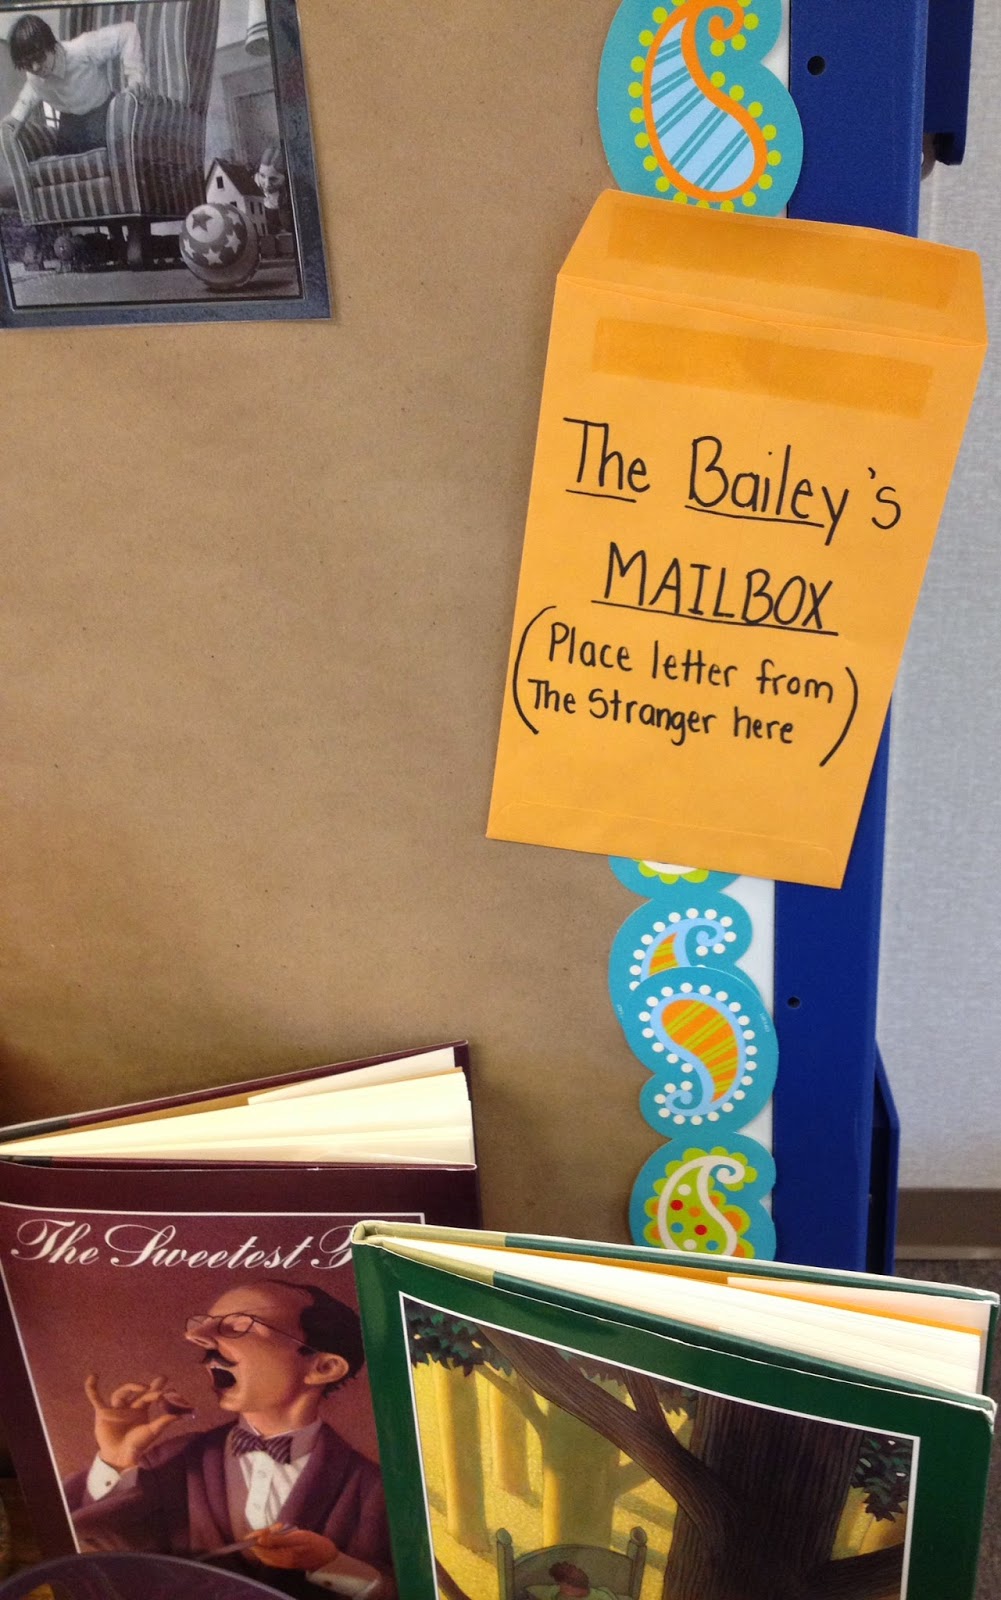 The Bailey's
MAILBOX
(Place letter from
The Stranger here)
The Sweetest